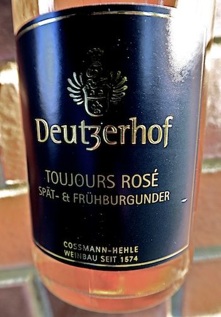 Deutzerhof
TOUJOURS ROSÉ
SPÄT- & FRÜHBURGUNDER
COSSMANN-HEHLE
WEINBAU SEIT 1574